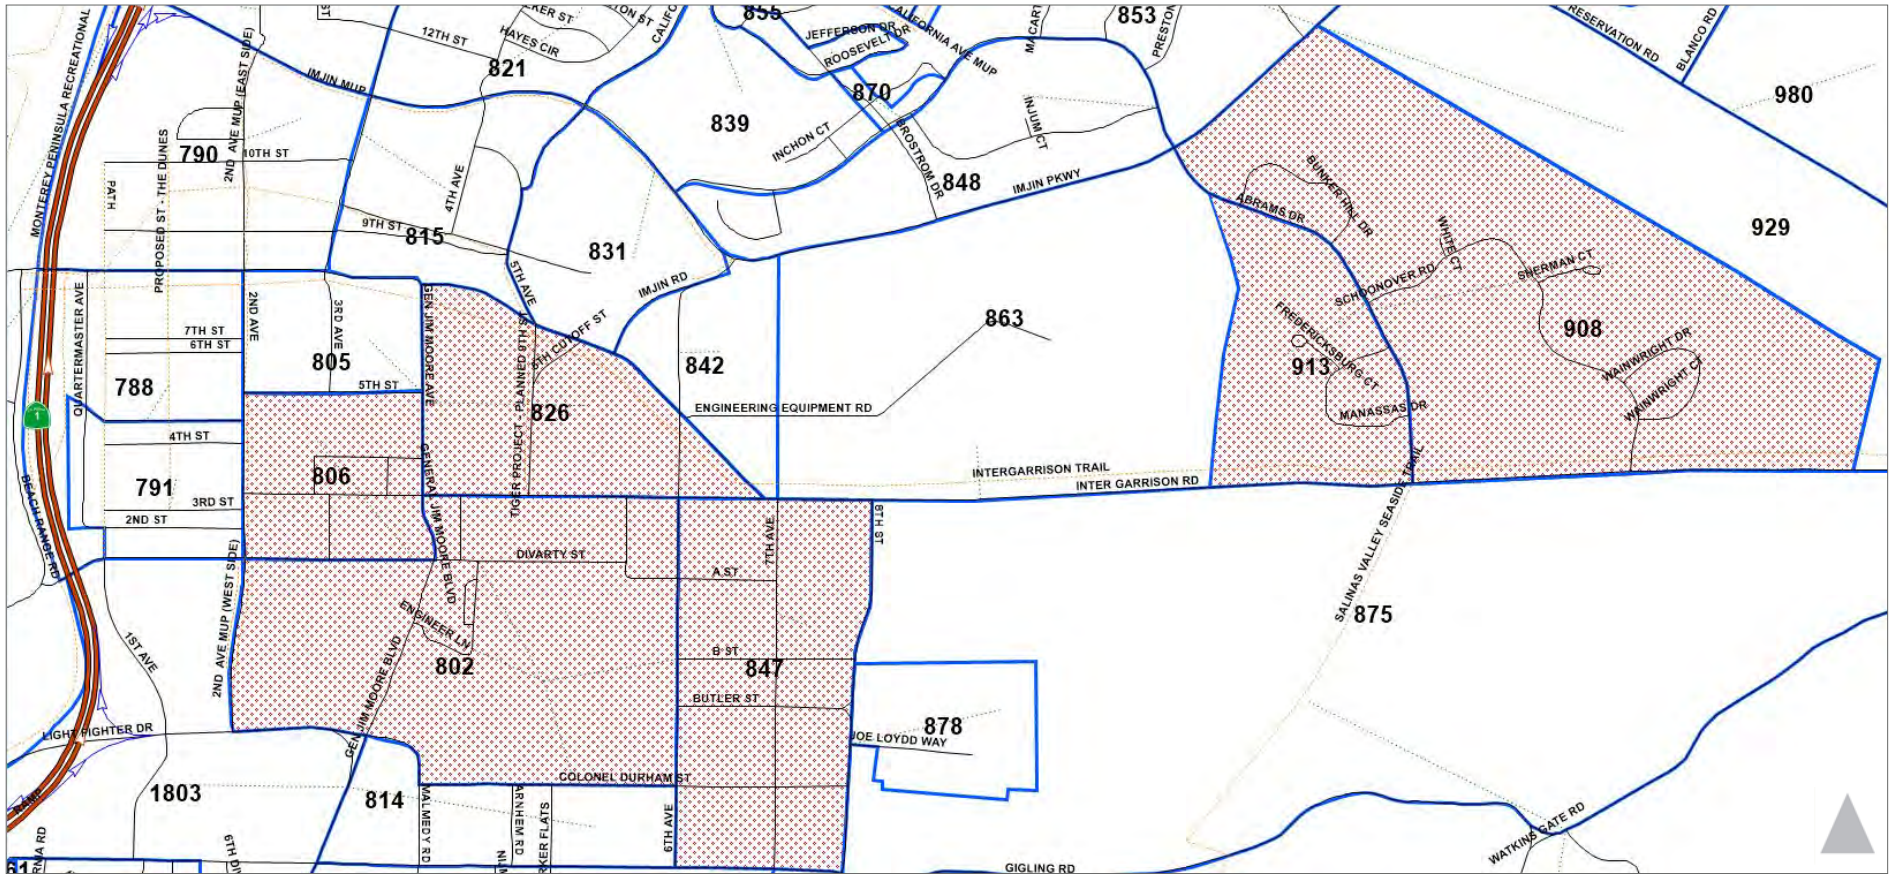 855
853
JEFFERSON DR
ROOSEVELT DR
CALIFORNIA AVE MUP
RESERVATION RD
BLANCO RD
12TH ST
HAYES CIR
821
IMJIN MUP
870
980
MONTEREY PENINSULA RECREATIONAL
2ND AVE MUP (EAST SIDE)
839
INCHON CT
BROSTROM DR
INJUM CT
790
10TH ST
PATH
PROPOSED ST - THE DUNES
4TH AVE
848
IMJIN PKWY
BUNKER HILL DR
ABRAMS DR
9TH ST
815
831
929
WHITE CT
SCHOONOVER RD
SHERMAN CT
5TH AVE
IMJIN RD
QUARTERMASTER AVE
2ND AVE
3RD AVE
GEN JIM MOORE AVE
7TH ST
6TH ST
805
TIGER PROJECT - PLANNED 9TH ST
5TH CUTOFF ST
842
863
FREDERICKSBURG CT
908
WAINWRIGHT DR
WAINWRIGHT CT
788
5TH ST
913
MANASSAS DR
1
826
ENGINEERING EQUIPMENT RD
4TH ST
GENERAL JIM MOORE BLVD
INTERGARRISON TRAIL
INTER GARRISON RD
806
791
3RD ST
2ND ST
BEACH RANGE RD
7TH AVE
8TH ST
SALINAS VALLEY SEASIDE TRAIL
DIVARTY ST
A ST
2ND AVE MUP (WEST SIDE)
ENGINEER LN
875
1ST AVE
802
B ST
847
BUTLER ST
GEN JIM MOORE BLVD
LIGHT FIGHTER DR
878
JOE LOYDD WAY
COLONEL DURHAM ST
1803
814
MALMEDY RD
ARNHEM RD
6TH AVE
RAMP
WATKINS GATE RD
GIGLING RD